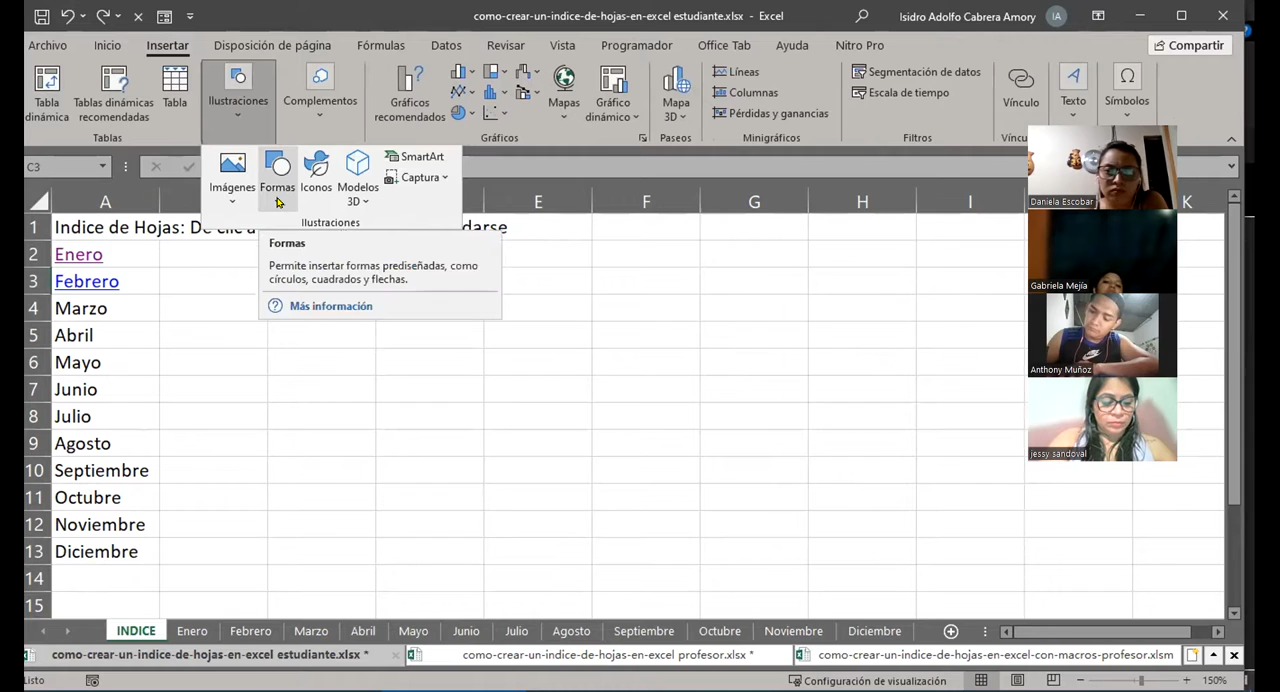 como-crear-un-indice-de-hojas-en-excel estudiante.xlsx - Excel
Isidro Adolfo Cabrera Amory
IA
Archivo
Inicio
Insertar
Disposición de página
Fórmulas
Datos
Revisar
Vista
Programador
Office Tab
Ayuda
Nitro Pro
Compartir
Tabla dinámica
Tablas dinámicas recomendadas
Tabla
Ilustraciones
Complementos
Gráficos recomendados
Mapas
Gráfico dinámico
Mapa 3D
Líneas
Columnas
Pérdidas y ganancias
Segmentación de datos
Escala de tiempo
Vínculo
Texto
Símbolos
Tablas
Gráficos
Paseos
Minigráficos
Filtros
Víncu
C3
Imágenes
Formas
Iconos
Modelos 3D
SmartArt
Captura
Ilustraciones
Formas
Permite insertar formas prediseñadas, como
círculos, cuadrados y flechas.
Más información
A E F G H I K
1 Indice de Hojas: De clic a darse
2 Enero
3 Febrero
4 Marzo
5 Abril
6 Mayo
7 Junio
8 Julio
9 Agosto
10 Septiembre
11 Octubre
12 Noviembre
13 Diciembre
14
15
Daniela Escobar
Gabriela Mejía
Anthony Muñoz
jessy sandoval
INDICE Enero Febrero Marzo Abril Mayo Junio Julio Agosto Septiembre Octubre Noviembre Diciembre
como-crear-un-indice-de-hojas-en-excel estudiante.xlsx *
como-crear-un-indice-de-hojas-en-excel profesor.xlsx *
como-crear-un-indice-de-hojas-en-excel-con-macros-profesor.xlsm
Listo
Configuración de visualización
150%